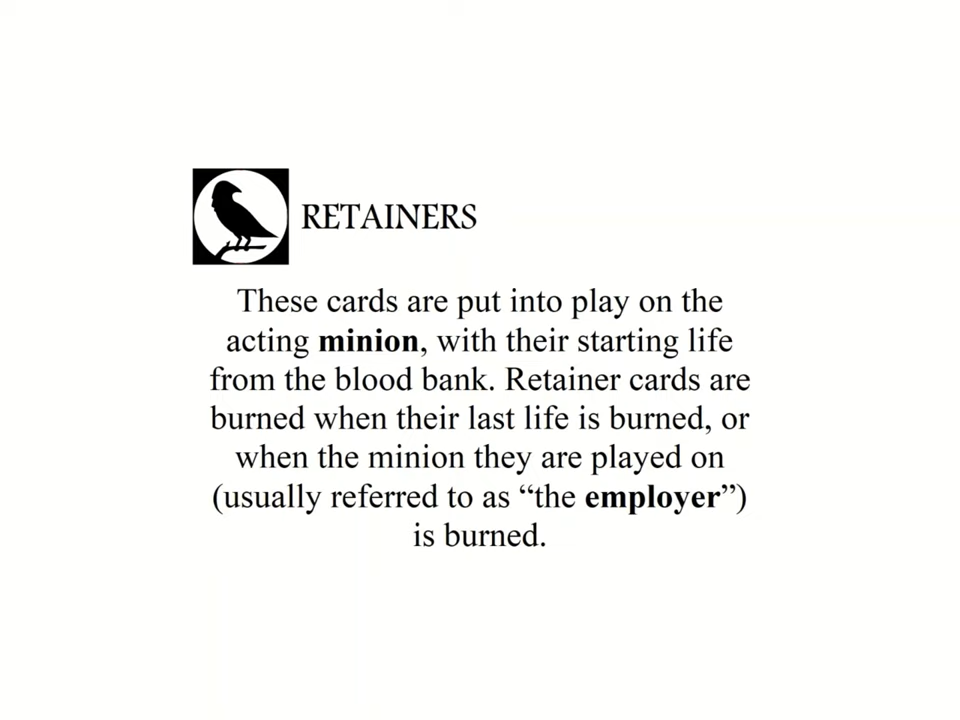 RETAINERS
These cards are put into play on the
acting minion, with their starting life
from the blood bank. Retainer cards are
burned when their last life is burned, or
when the minion they are played on
(usually referred to as “the employer”)
is burned.